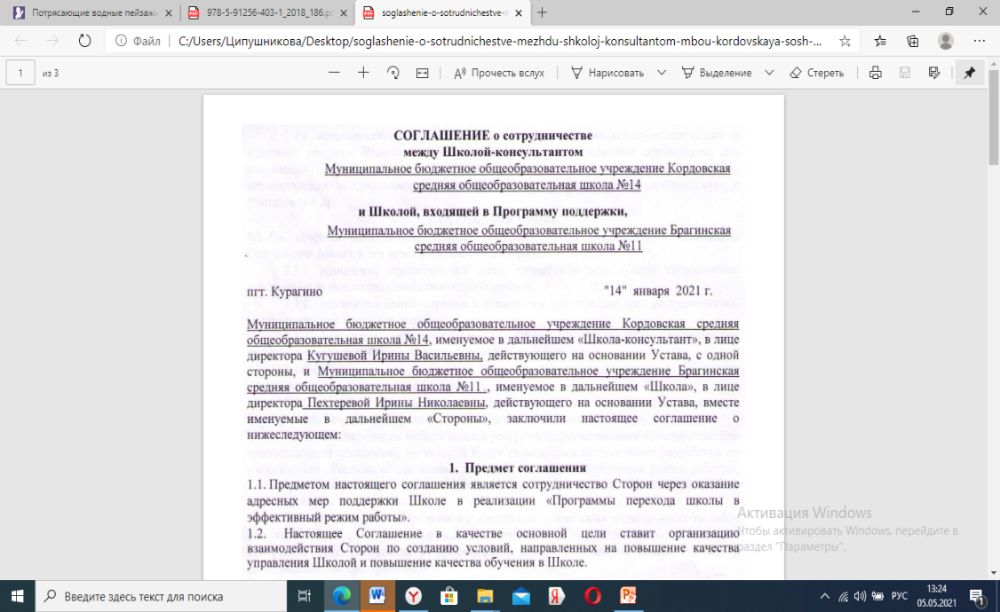 Потрясающие водные пейзажи
978-5-91256-403-1_2018_186.p
soglashenie-o-sotrudnichestve-
Файл
C:/Users/Ципушникова/Desktop/soglashenie-o-sotrudnichestve-mezhdu-shkoloj-konsultantom-mbou-kordovskaya-sosh-...
1 из 3
Прочесть вслух
Нарисовать
Выделение
Стереть
СОГЛАШЕНИЕ о сотрудничестве
между Школой-консультантом
Муниципальное бюджетное общеобразовательное учреждение Кордовская
средняя общеобразовательная школа №14
и Школой, входящей в Программу поддержки,
Муниципальное бюджетное общеобразовательное учреждение Брагинская
средняя общеобразовательная школа №11
пгт. Курагино "14" января 2021 г.
Муниципальное бюджетное общеобразовательное учреждение Кордовская средняя
общеобразовательная школа №14, именуемое в дальнейшем «Школа-консультант», в лице
директора Кугушевой Ирины Васильевны, действующего на основании Устава, с одной
стороны, и Муниципальное бюджетное общеобразовательное учреждение Брагинская
средняя общеобразовательная школа №11 , именуемое в дальнейшем «Школа», в лице
директора Пехтеревой Ирины Николаевны, действующего на основании Устава, вместе
именуемые в дальнейшем «Стороны», заключили настоящее соглашение о
нижеследующем:
1. Предмет соглашения
1.1. Предметом настоящего соглашения является сотрудничество Сторон через оказание
адресных мер поддержки Школе в реализации «Программы перехода школы в
эффективный режим работы».
1.2. Настоящее Соглашение в качестве основной цели ставит организацию
взаимодействия Сторон по созданию условий, направленных на повышение качества
управления Школой и повышение качества обучения в Школе.
Активация Windows
Чтобы активировать Windows, перейдите в
раздел "Параметры".
Введите здесь текст для поиска
РУС
13:24
05.05.2021
1